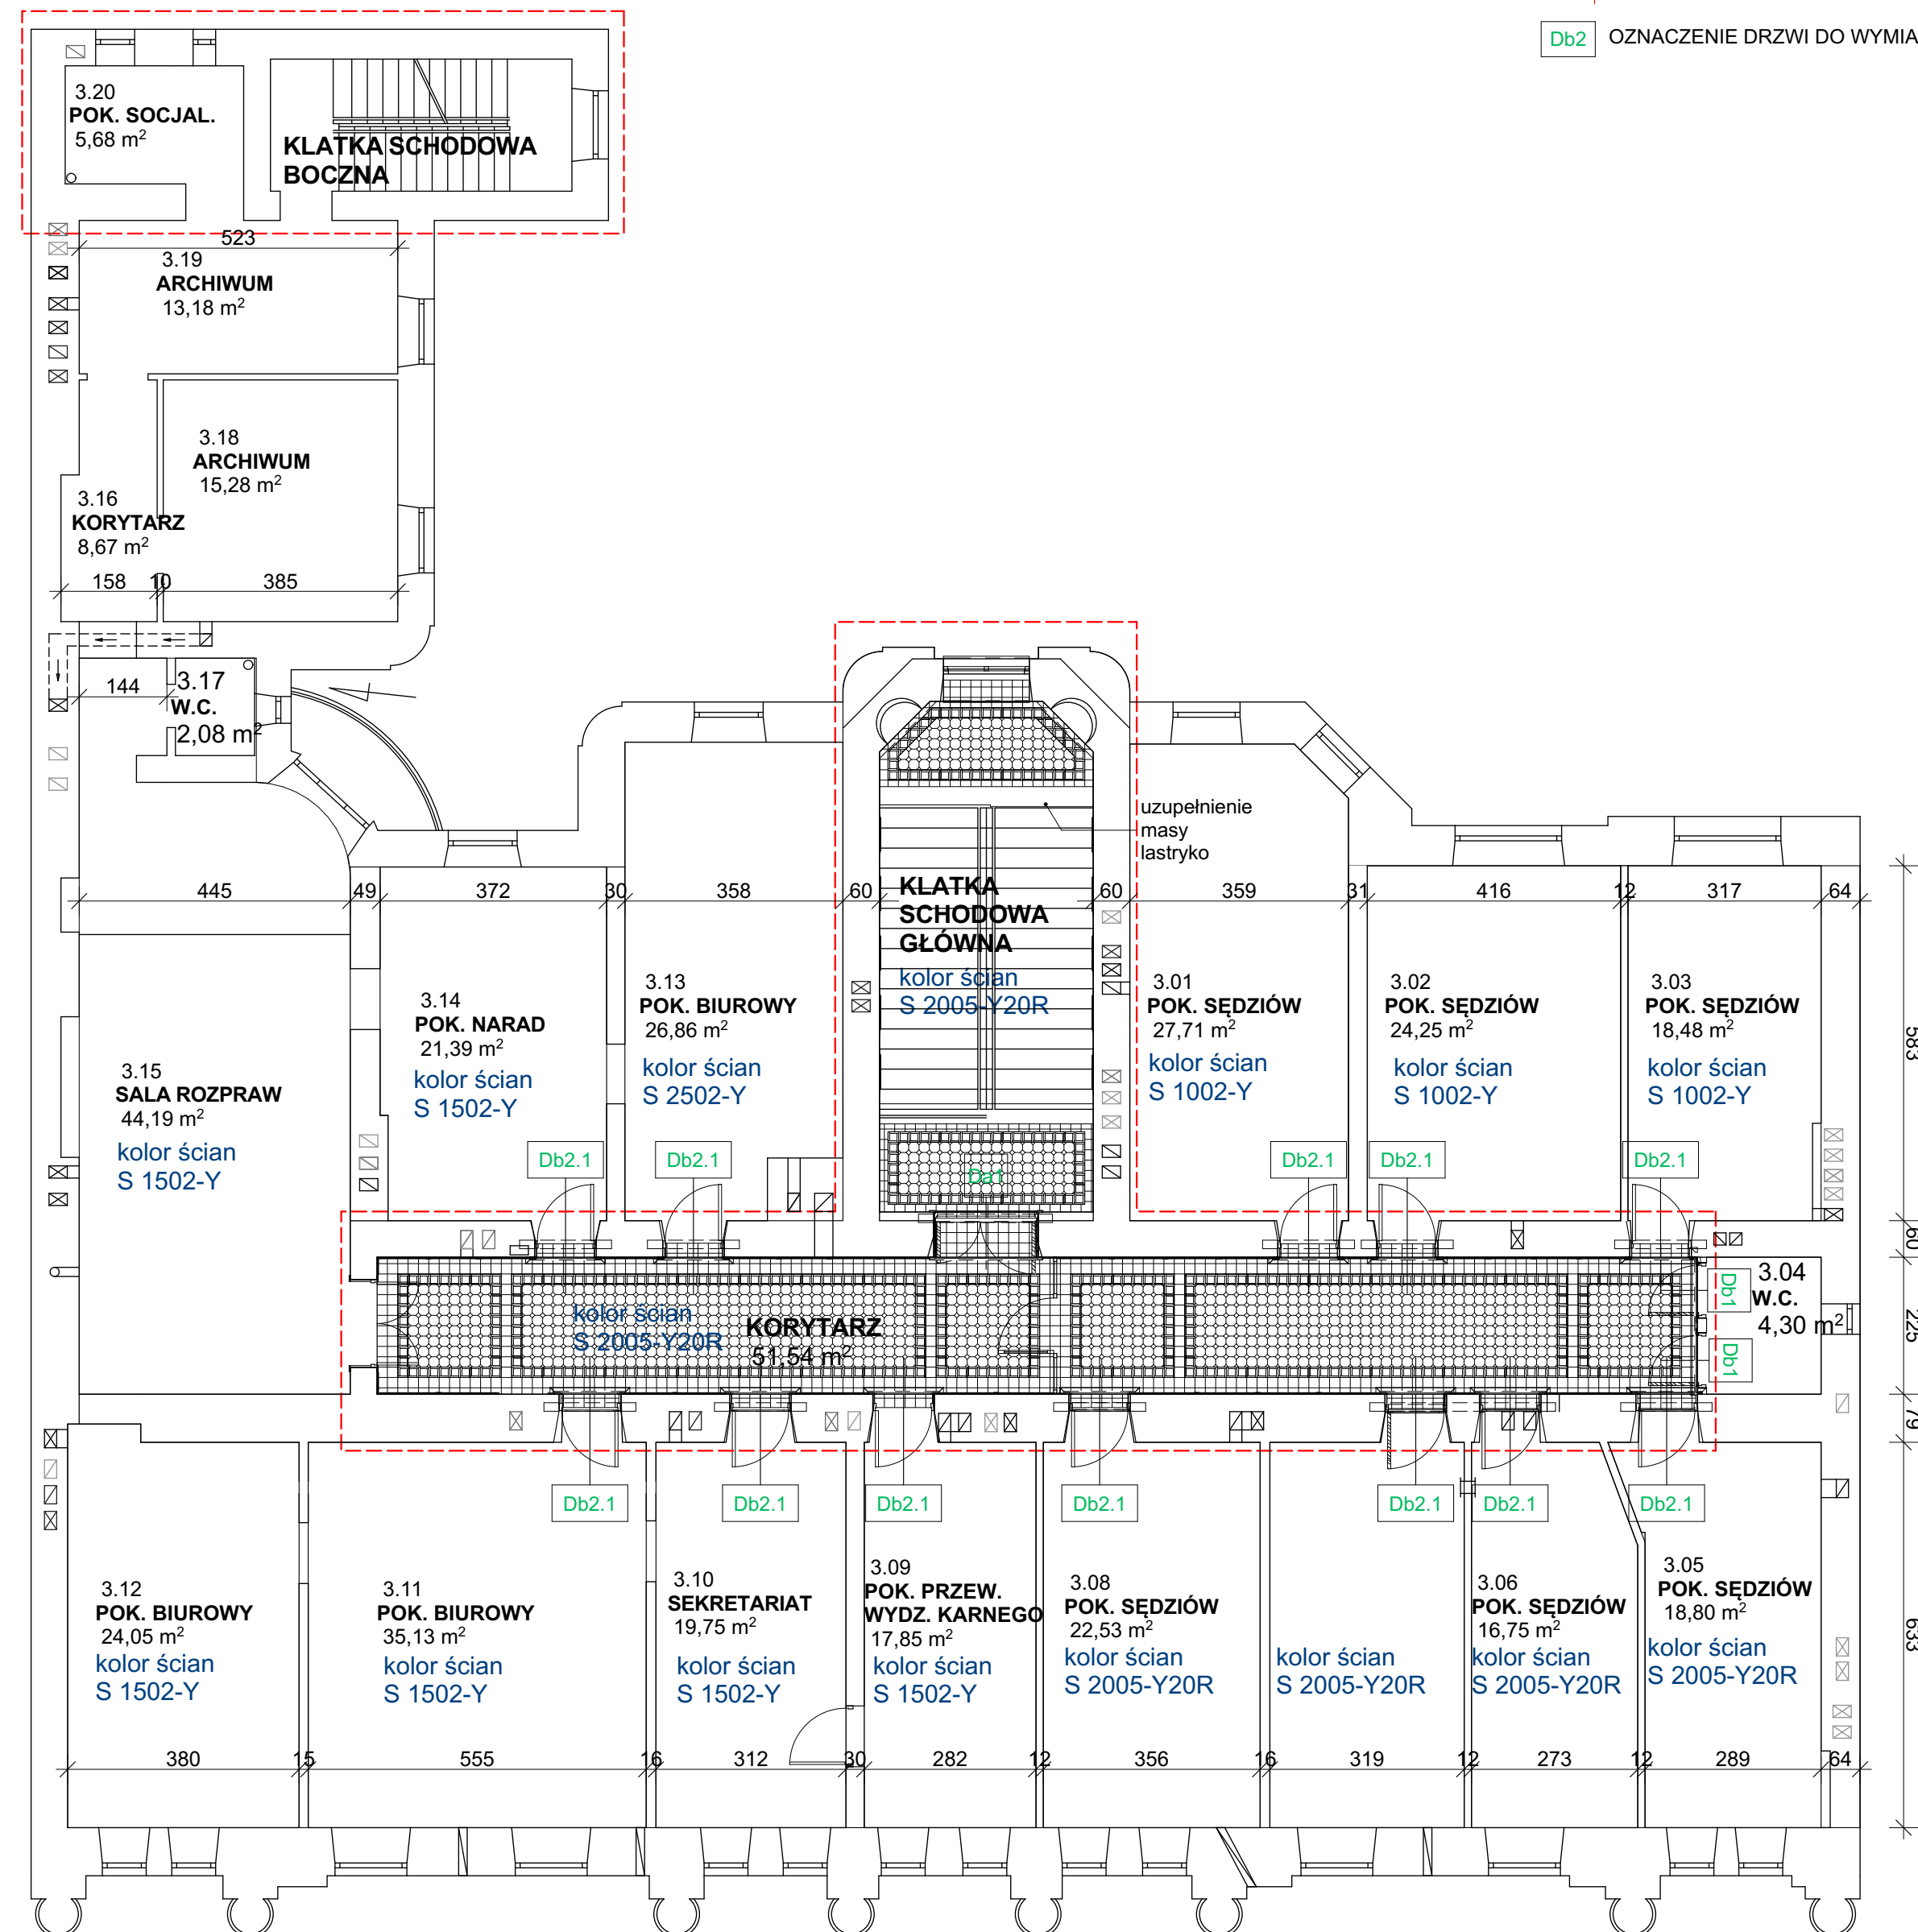 Db2 OZNACZENIE DRZWI DO WYMIA
3.20
POK. SOCJAL.
5,68 m²
KLATKA SCHODOWA
BOCZNA
523
3.19
ARCHIWUM
13,18 m²
3.18
ARCHIWUM
15,28 m²
3.16
KORYTARZ
8,67 m²
158 10 385
144
3.17
W.C.
2,08 m²
uzupełnienie
masy
lastryko
445 49 372 30 358 60 60 359 31 416 12 317 64
KLATKA
SCHODOWA
GŁÓWNA
kolor ścian
S 2005-Y20R
3.15
SALA ROZPRAW
44,19 m²
kolor ścian
S 1502-Y
3.14
POK. NARAD
21,39 m²
kolor ścian
S 1502-Y
3.13
POK. BIUROWY
26,86 m²
kolor ścian
S 2502-Y
3.01
POK. SĘDZIÓW
27,71 m²
kolor ścian
S 1002-Y
3.02
POK. SĘDZIÓW
24,25 m²
kolor ścian
S 1002-Y
3.03
POK. SĘDZIÓW
18,48 m²
kolor ścian
S 1002-Y
583
Db2.1 Db2.1 Da1 Db2.1 Db2.1 Db2.1
60
kolor ścian
S 2005-Y20R
KORYTARZ
51,54 m²
Db1
Db1
3.04
W.C.
4,30 m²
225
79
Db2.1 Db2.1 Db2.1 Db2.1 Db2.1 Db2.1 Db2.1
3.12
POK. BIUROWY
24,05 m²
kolor ścian
S 1502-Y
3.11
POK. BIUROWY
35,13 m²
kolor ścian
S 1502-Y
3.10
SEKRETARIAT
19,75 m²
kolor ścian
S 1502-Y
3.09
POK. PRZEW.
WYDZ. KARNEGO
17,85 m²
kolor ścian
S 1502-Y
3.08
POK. SĘDZIÓW
22,53 m²
kolor ścian
S 2005-Y20R
kolor ścian
S 2005-Y20R
3.06
POK. SĘDZIÓW
16,75 m²
kolor ścian
S 2005-Y20R
3.05
POK. SĘDZIÓW
18,80 m²
kolor ścian
S 2005-Y20R
633
380 15 555 16 312 30 282 12 356 16 319 12 273 12 289 64